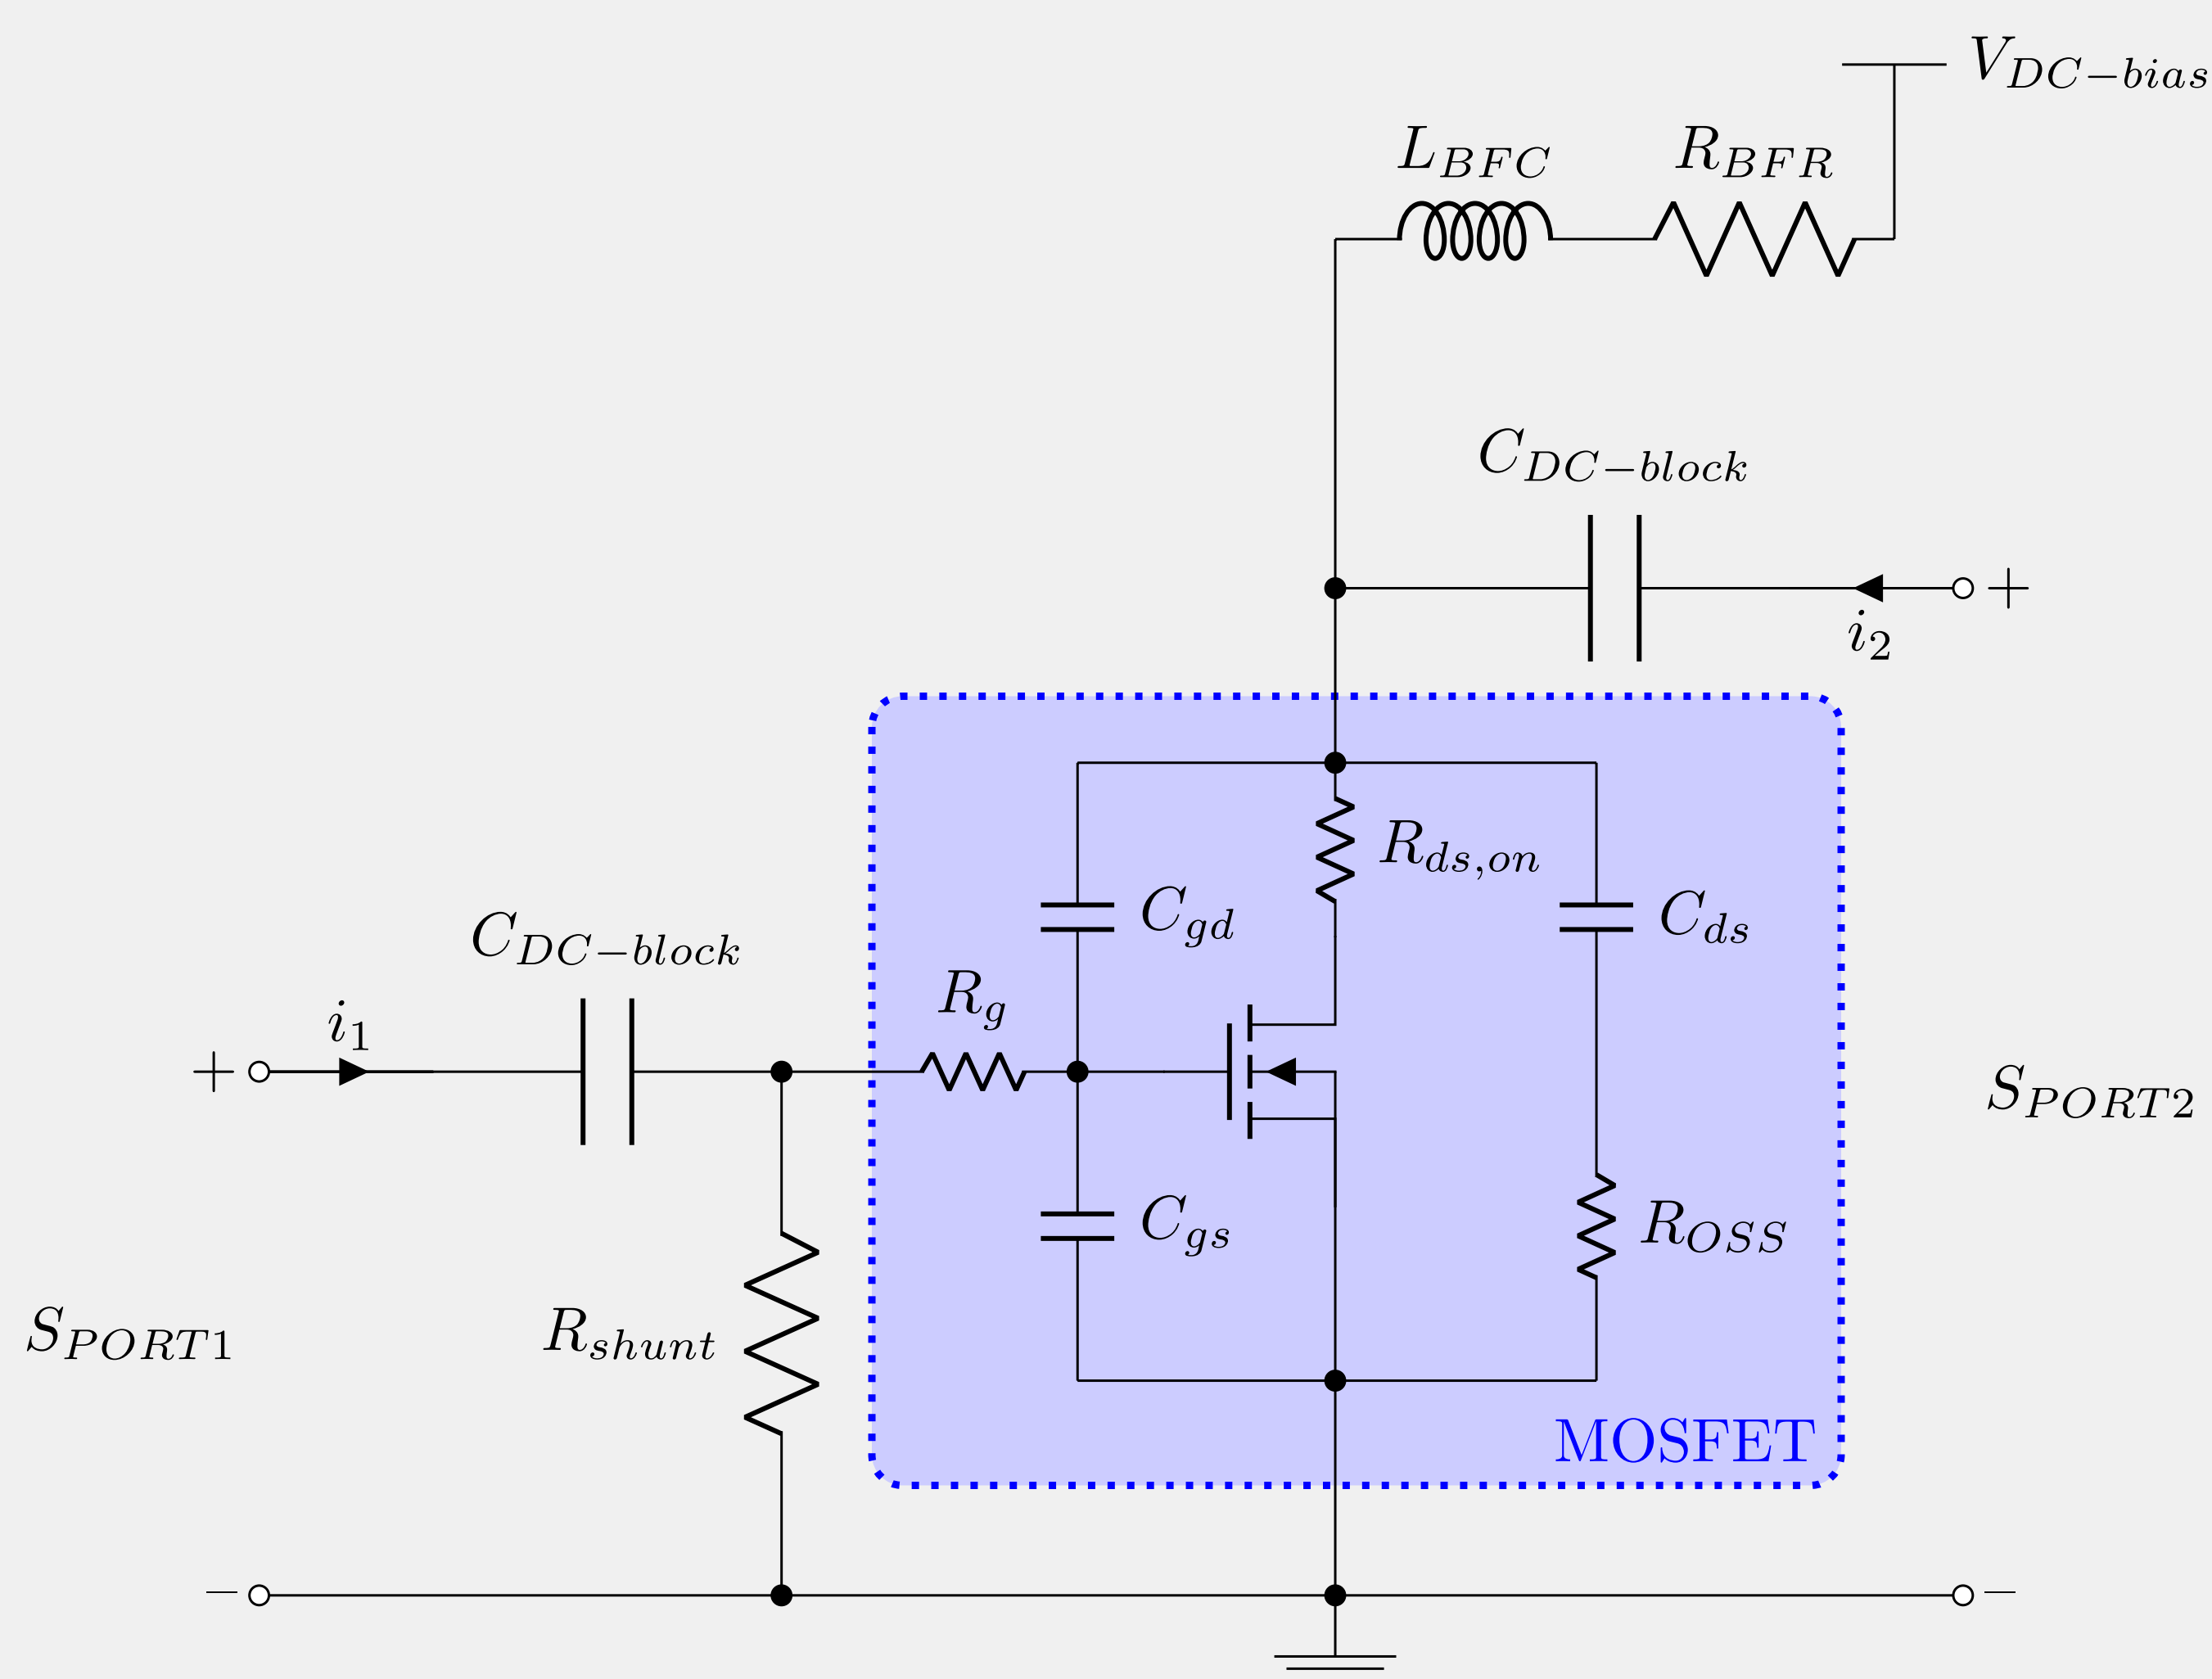 V_{DC-bias}
L_{BFC} R_{BFR}
C_{DC-block}
+
i_2
R_{ds,on}
C_{gd} C_{ds}
C_{DC-block}
R_g
i_1
+
S_{PORT2}
C_{gs} R_{OSS}
S_{PORT1} R_{shunt}
MOSFET
− −